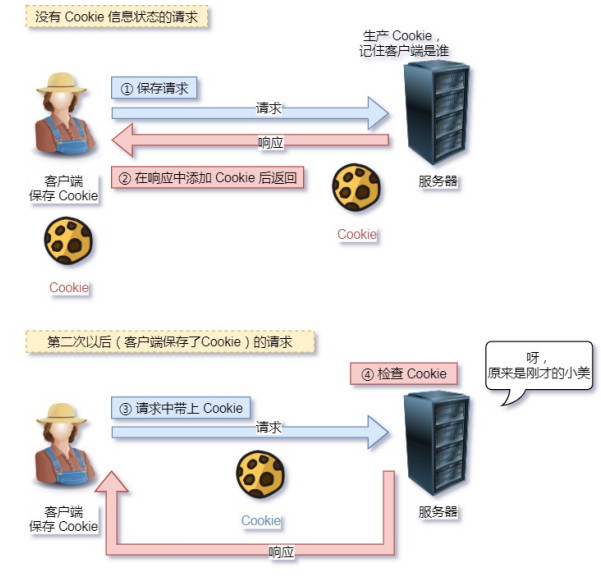 没有 Cookie 信息状态的请求
生产 Cookie，
记住客户端是谁
① 保存请求
请求
响应
② 在响应中添加 Cookie 后返回
客户端
保存 Cookie
服务器
Cookie
Cookie
第二次以后（客户端保存了Cookie）的请求
④ 检查 Cookie
呀，
原来是刚才的小美
③ 请求中带上 Cookie
请求
客户端
保存 Cookie
Cookie
服务器
响应